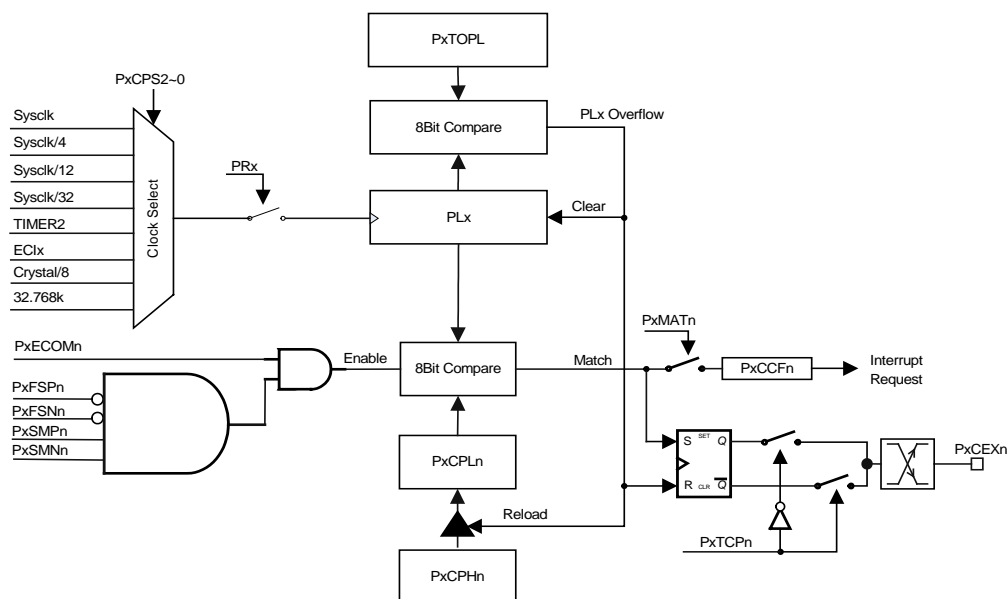 PxTOPL
PxCPS2~0
Sysclk
Sysclk/4
Sysclk/12
Sysclk/32
TIMER2
ECIx
Crystal/8
32.768k
Clock Select
8Bit Compare
PLx Overflow
PRx
PLx
Clear
PxECOMn
PxFSPn
PxFSNn
PxSMPn
PxSMNn
Enable
8Bit Compare
Match
PxMATn
PxCCFn
Interrupt
Request
PxCPLn
S SET Q
R CLR Q̅
PxCEXn
Reload
PxCPHn
PxTCPn